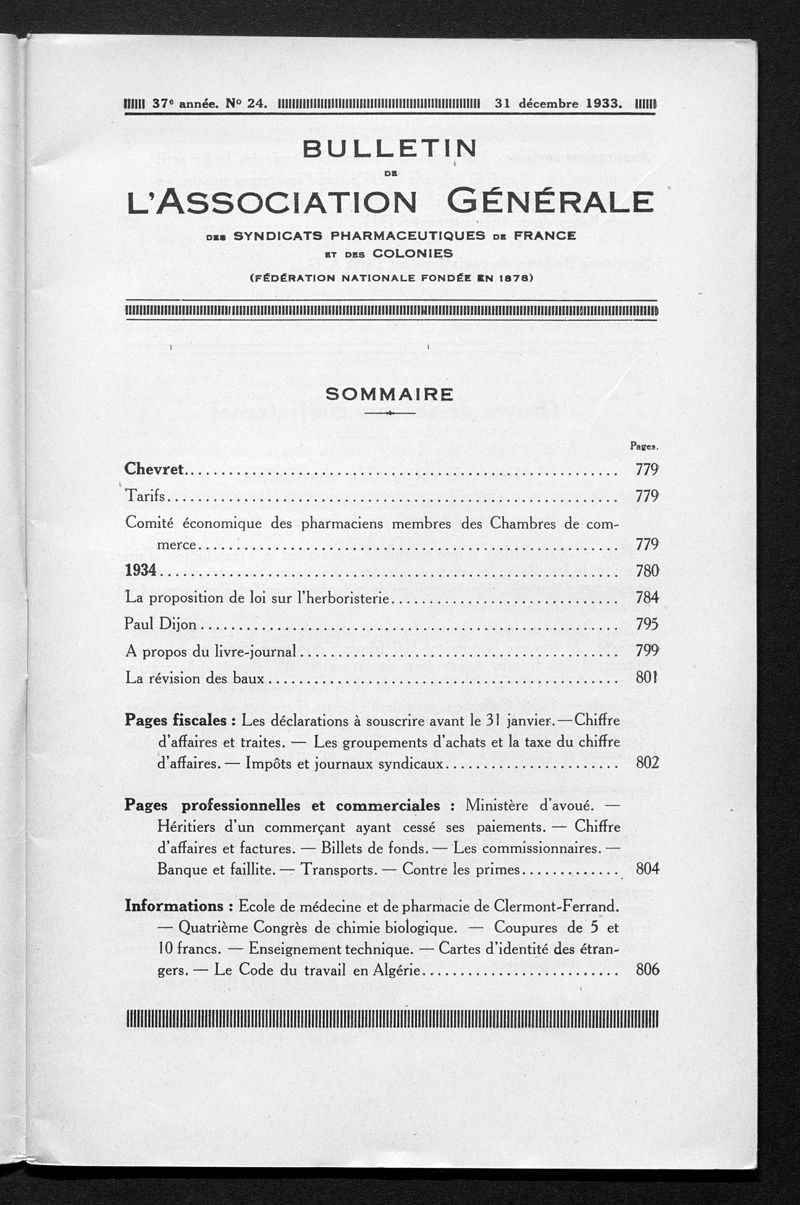 37e année. No 24. 31 décembre 1933.
BULLETIN
DE
L'ASSOCIATION GÉNÉRALE
DES SYNDICATS PHARMACEUTIQUES DE FRANCE
ET DES COLONIES
(FÉDÉRATION NATIONALE FONDÉE EN 1878)
SOMMAIRE
Pages.
Chevret........................................................ 779
Tarifs........................................................ 779
Comité économique des pharmaciens membres des Chambres de com-
merce........................................................ 779
1934........................................................ 780
La proposition de loi sur l'herboristerie.............................. 784
Paul Dijon........................................................ 795
A propos du livre-journal........................................ 799
La révision des baux............................................ 801
Pages fiscales : Les déclarations à souscrire avant le 31 janvier.—Chiffre
d'affaires et traites. — Les groupements d'achats et la taxe du chiffre
d'affaires. — Impôts et journaux syndicaux....................... 802
Pages professionnelles et commerciales : Ministère d'avoué. —
Héritiers d'un commerçant ayant cessé ses paiements. — Chiffre
d'affaires et factures. — Billets de fonds. — Les commissionnaires. —
Banque et faillite. — Transports. — Contre les primes............. 804
Informations : Ecole de médecine et de pharmacie de Clermont-Ferrand.
— Quatrième Congrès de chimie biologique. — Coupures de 5 et
10 francs. — Enseignement technique. — Cartes d'identité des étran-
gers. — Le Code du travail en Algérie.......................... 806